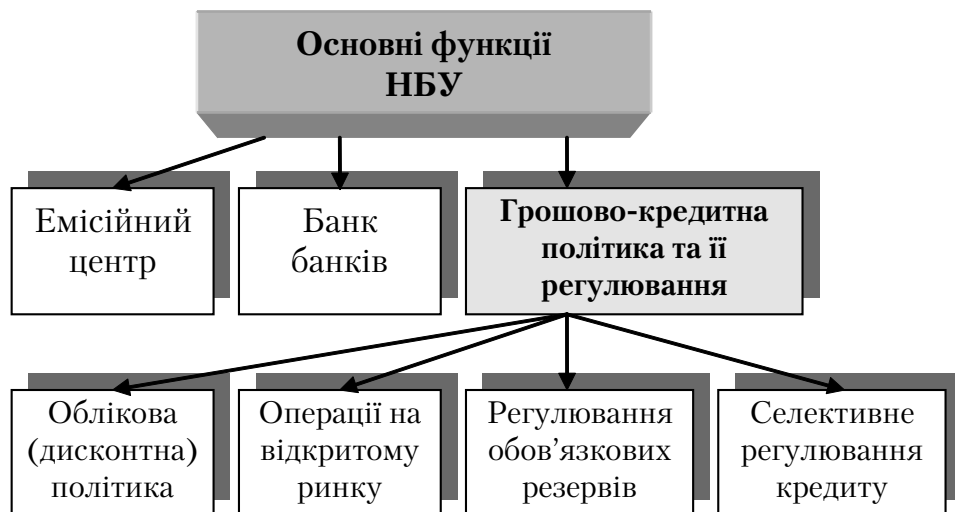 Основні функції
НБУ
Емісійний
центр
Банк
банків
Грошово-кредитна
політика та її
регулювання
Облікова
(дисконтна)
політика
Операції на
відкритому
ринку
Регулювання
обов’язкових
резервів
Селективне
регулювання
кредиту